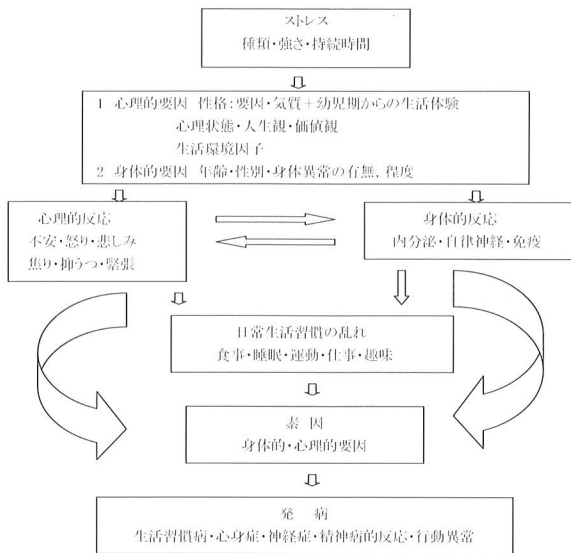 ストレス
種類・強さ・持続時間
1 心理的要因 性格：要因・気質＋幼児期からの生活体験
心理状態・人生観・価値観
生活環境因子
2 身体的要因 年齢・性別・身体異常の有無，程度
心理的反応
不安・怒り・悲しみ
焦り・抑うつ・緊張
身体的反応
内分泌・自律神経・免疫
日常生活習慣の乱れ
食事・睡眠・運動・仕事・趣味
素 因
身体的・心理的要因
発 病
生活習慣病・心身症・神経症・精神病的反応・行動異常